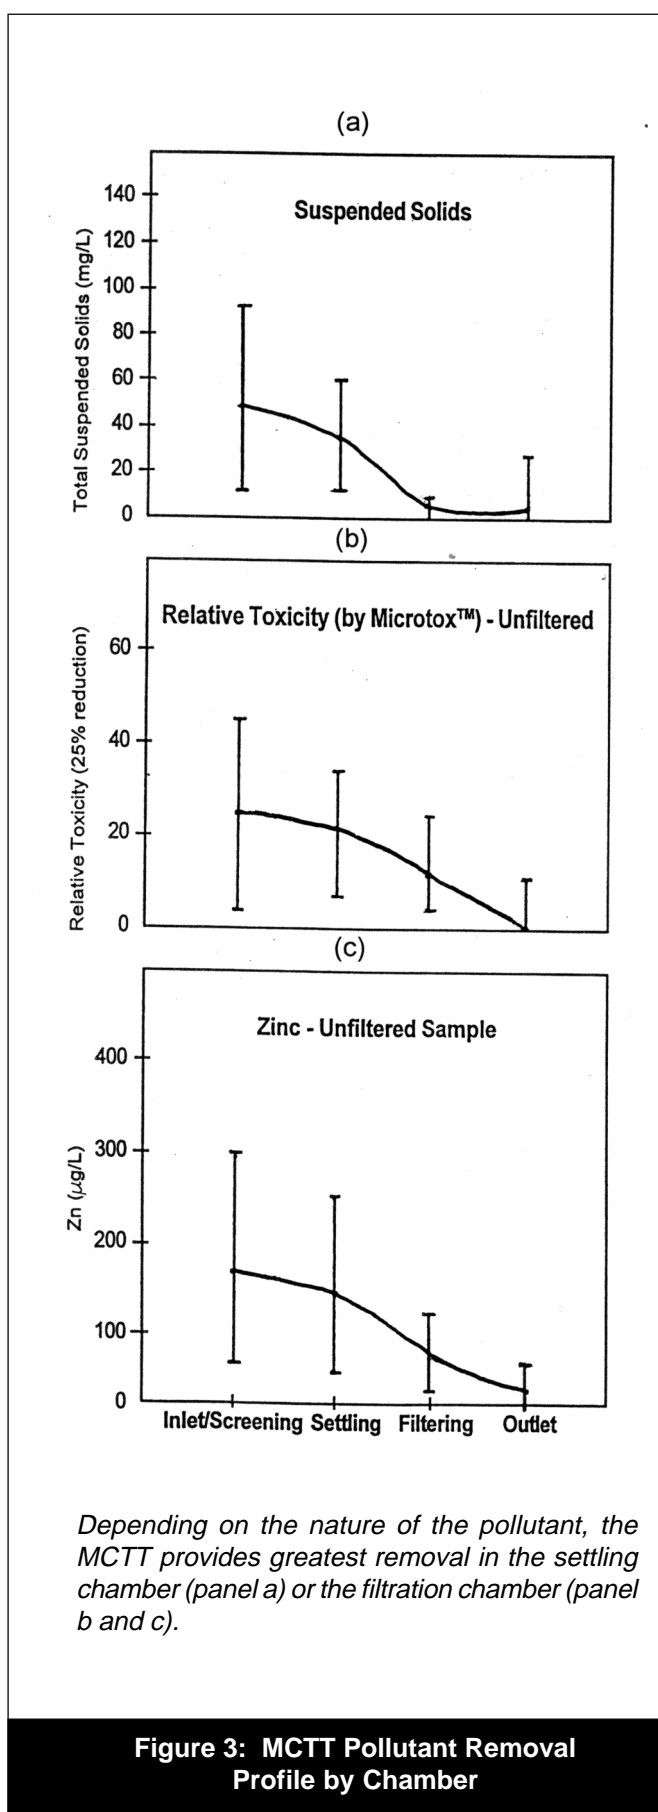 (a)
Suspended Solids
Total Suspended Solids (mg/L)
140
120
100
80
60
40
20
0
(b)
Relative Toxicity (by Microtox™) - Unfiltered
Relative Toxicity (25% reduction)
60
40
20
0
(c)
Zinc - Unfiltered Sample
Zn (μg/L)
400
300
200
100
0
Inlet/Screening Settling Filtering Outlet
Depending on the nature of the pollutant, the
MCTT provides greatest removal in the settling
chamber (panel a) or the filtration chamber (panel
b and c).
Figure 3: MCTT Pollutant Removal
Profile by Chamber